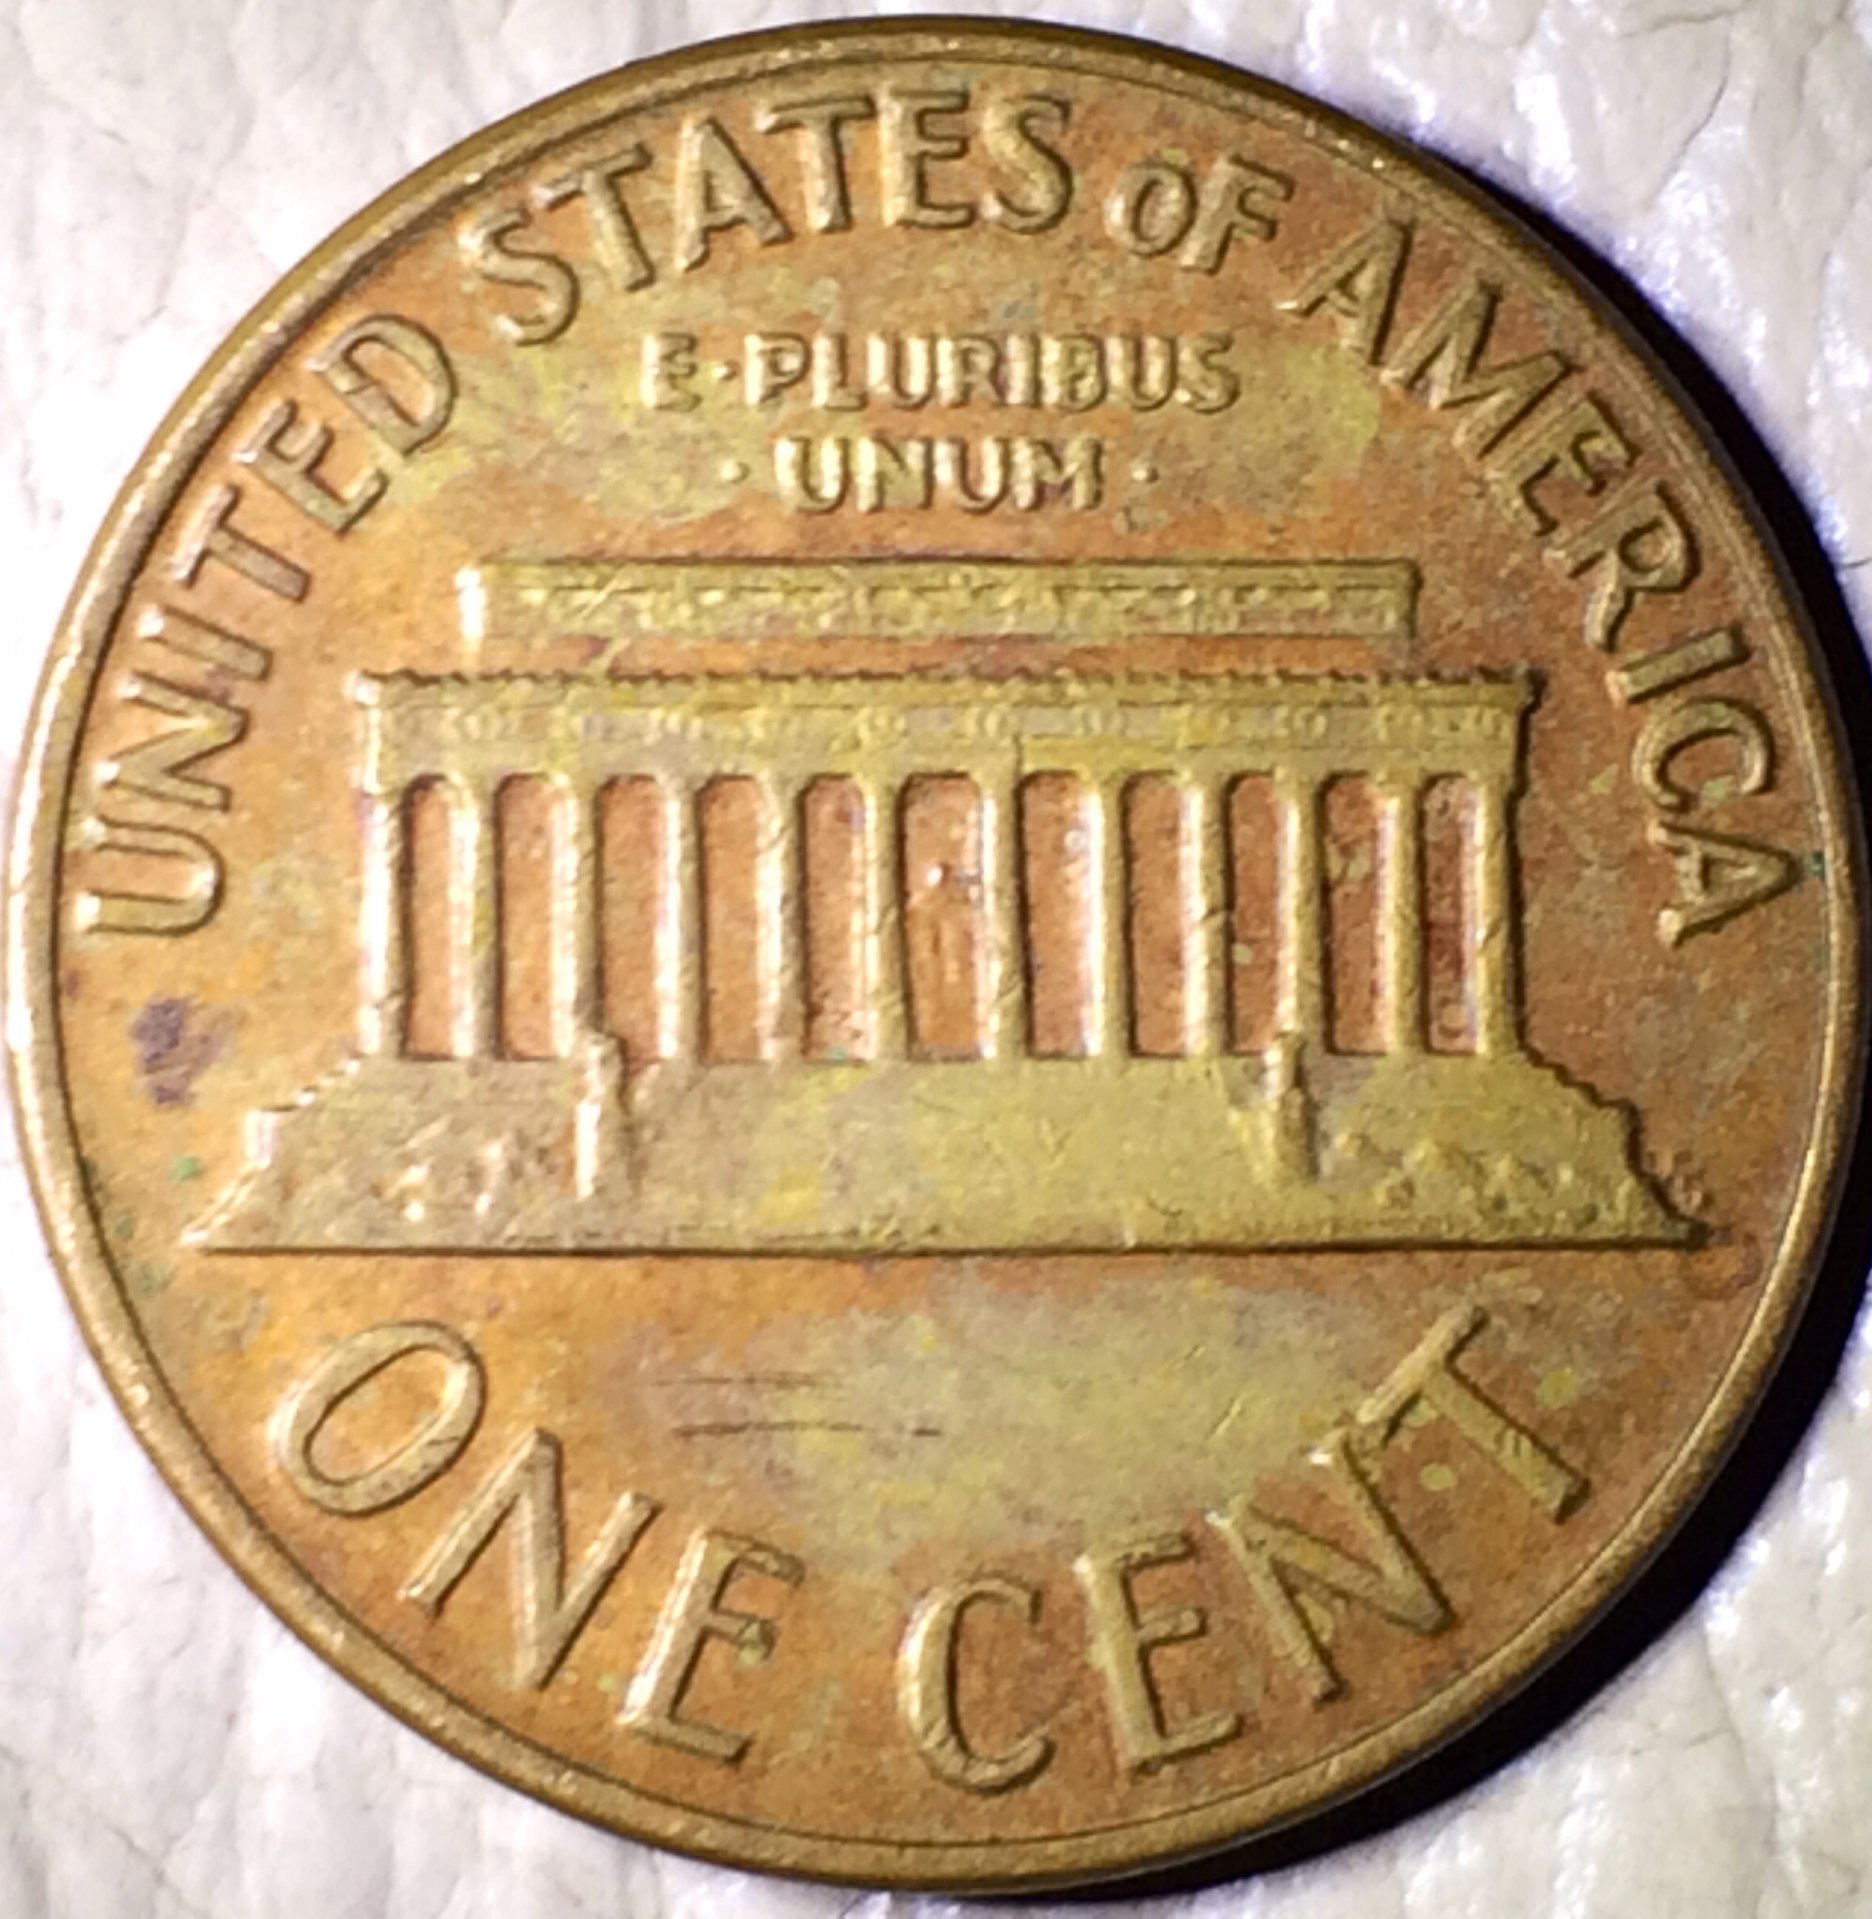 UNITED STATES OF AMERICA
E·PLURIBUS
·UNUM·
ONE CENT